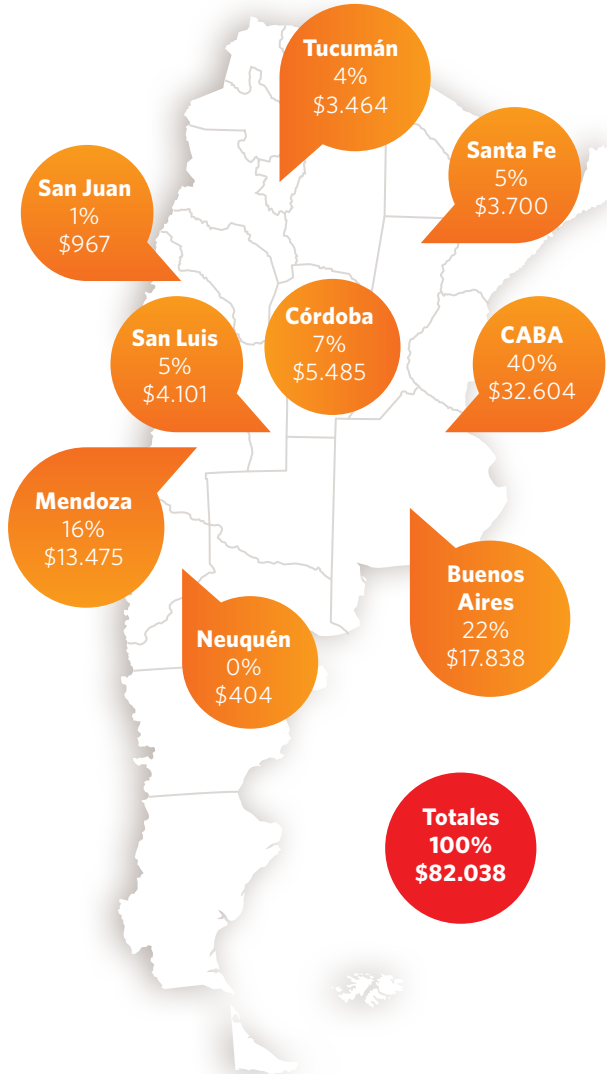 Tucumán
4%
$3.464
Santa Fe
5%
$3.700
San Juan
1%
$967
Córdoba
7%
$5.485
San Luis
5%
$4.101
CABA
40%
$32.604
Mendoza
16%
$13.475
Buenos
Aires
22%
$17.838
Neuquén
0%
$404
Totales
100%
$82.038